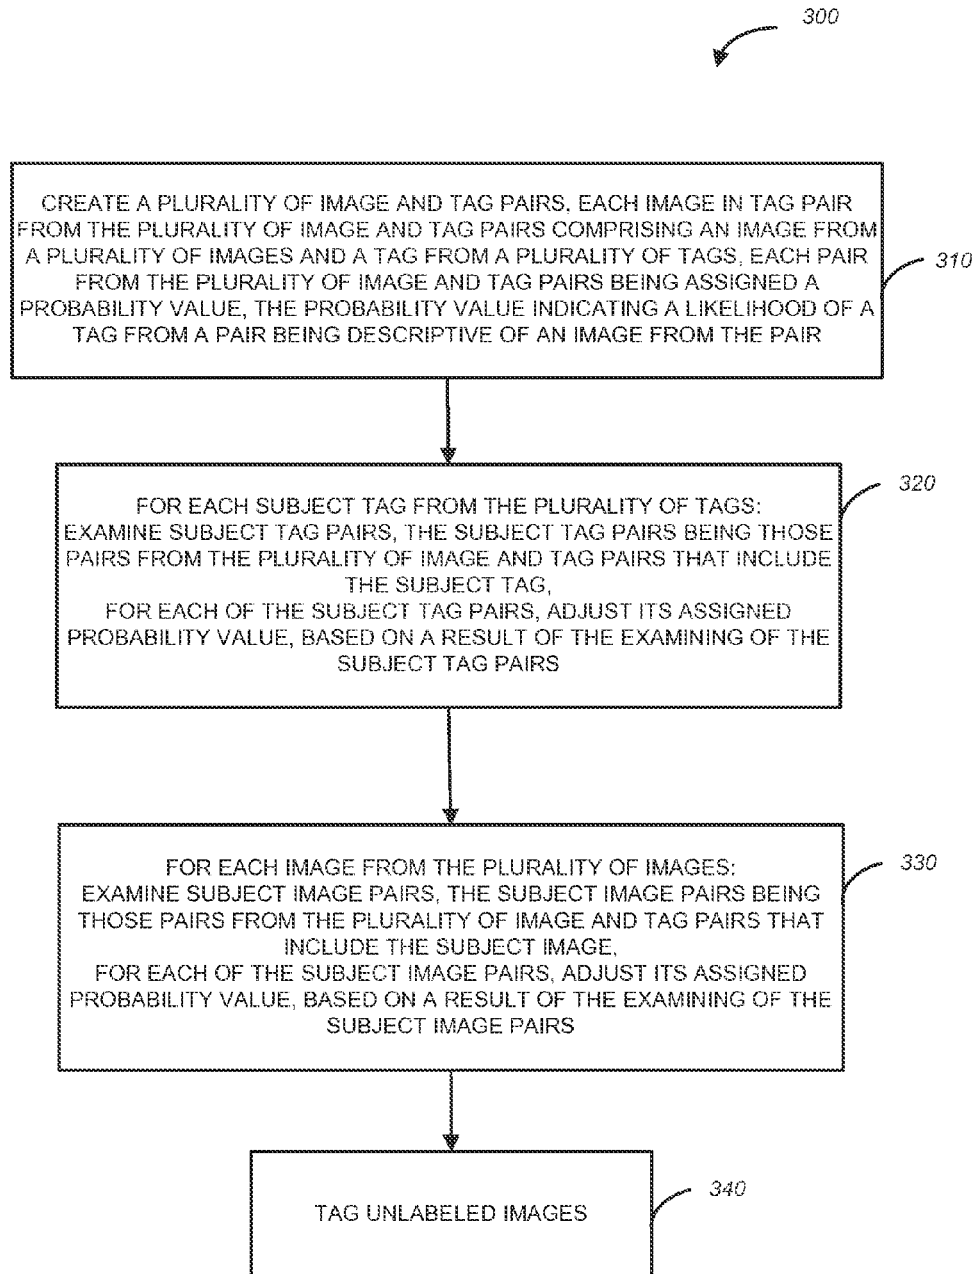 300
CREATE A PLURALITY OF IMAGE AND TAG PAIRS, EACH IMAGE IN TAG PAIR
FROM THE PLURALITY OF IMAGE AND TAG PAIRS COMPRISING AN IMAGE FROM
A PLURALITY OF IMAGES AND A TAG FROM A PLURALITY OF TAGS, EACH PAIR
FROM THE PLURALITY OF IMAGE AND TAG PAIRS BEING ASSIGNED A
PROBABILITY VALUE, THE PROBABILITY VALUE INDICATING A LIKELIHOOD OF A
TAG FROM A PAIR BEING DESCRIPTIVE OF AN IMAGE FROM THE PAIR
310
FOR EACH SUBJECT TAG FROM THE PLURALITY OF TAGS:
EXAMINE SUBJECT TAG PAIRS, THE SUBJECT TAG PAIRS BEING THOSE
PAIRS FROM THE PLURALITY OF IMAGE AND TAG PAIRS THAT INCLUDE
THE SUBJECT TAG,
FOR EACH OF THE SUBJECT TAG PAIRS, ADJUST ITS ASSIGNED
PROBABILITY VALUE, BASED ON A RESULT OF THE EXAMINING OF THE
SUBJECT TAG PAIRS
320
FOR EACH IMAGE FROM THE PLURALITY OF IMAGES:
EXAMINE SUBJECT IMAGE PAIRS, THE SUBJECT IMAGE PAIRS BEING
THOSE PAIRS FROM THE PLURALITY OF IMAGE AND TAG PAIRS THAT
INCLUDE THE SUBJECT IMAGE,
FOR EACH OF THE SUBJECT IMAGE PAIRS, ADJUST ITS ASSIGNED
PROBABILITY VALUE, BASED ON A RESULT OF THE EXAMINING OF THE
SUBJECT IMAGE PAIRS
330
TAG UNLABELED IMAGES
340